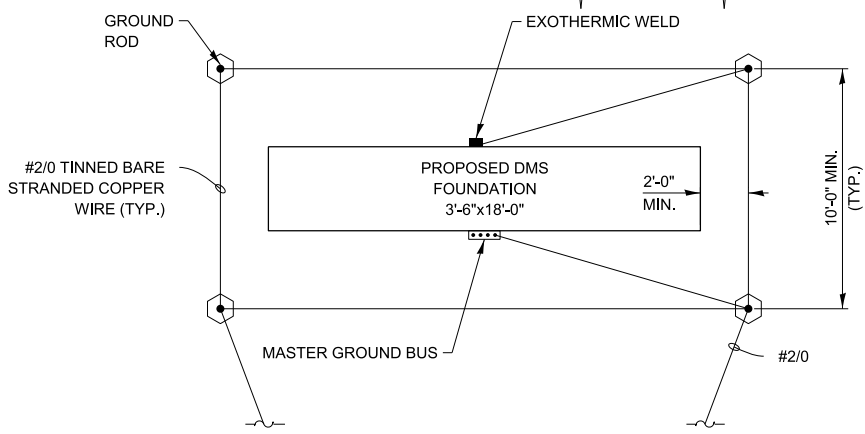 GROUND
ROD
EXOTHERMIC WELD
#2/0 TINNED BARE
STRANDED COPPER
WIRE (TYP.)
PROPOSED DMS
FOUNDATION
3'-6"x18'-0"
2'-0"
MIN.
10'-0" MIN.
(TYP.)
MASTER GROUND BUS
#2/0